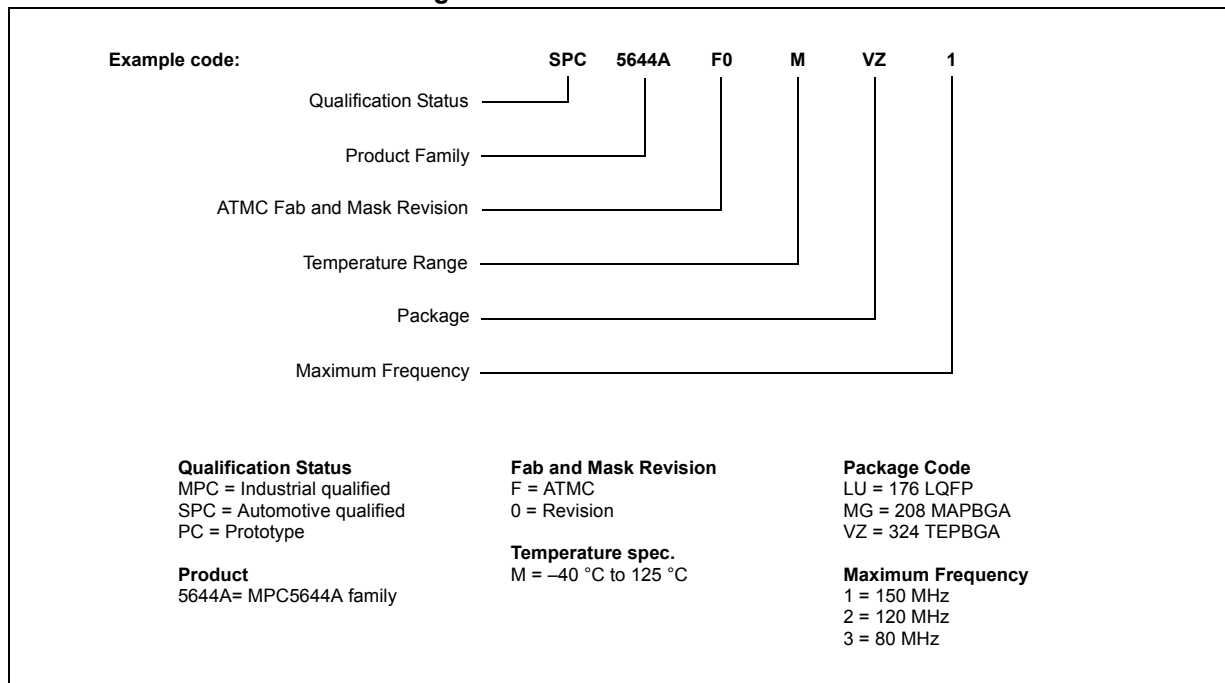 Example code: SPC 5644A F0 M VZ 1
Qualification Status
Product Family
ATMC Fab and Mask Revision
Temperature Range
Package
Maximum Frequency
Qualification Status
MPC = Industrial qualified
SPC = Automotive qualified
PC = Prototype
Product
5644A= MPC5644A family
Fab and Mask Revision
F = ATMC
0 = Revision
Temperature spec.
M = –40 °C to 125 °C
Package Code
LU = 176 LQFP
MG = 208 MAPBGA
VZ = 324 TEPBGA
Maximum Frequency
1 = 150 MHz
2 = 120 MHz
3 = 80 MHz